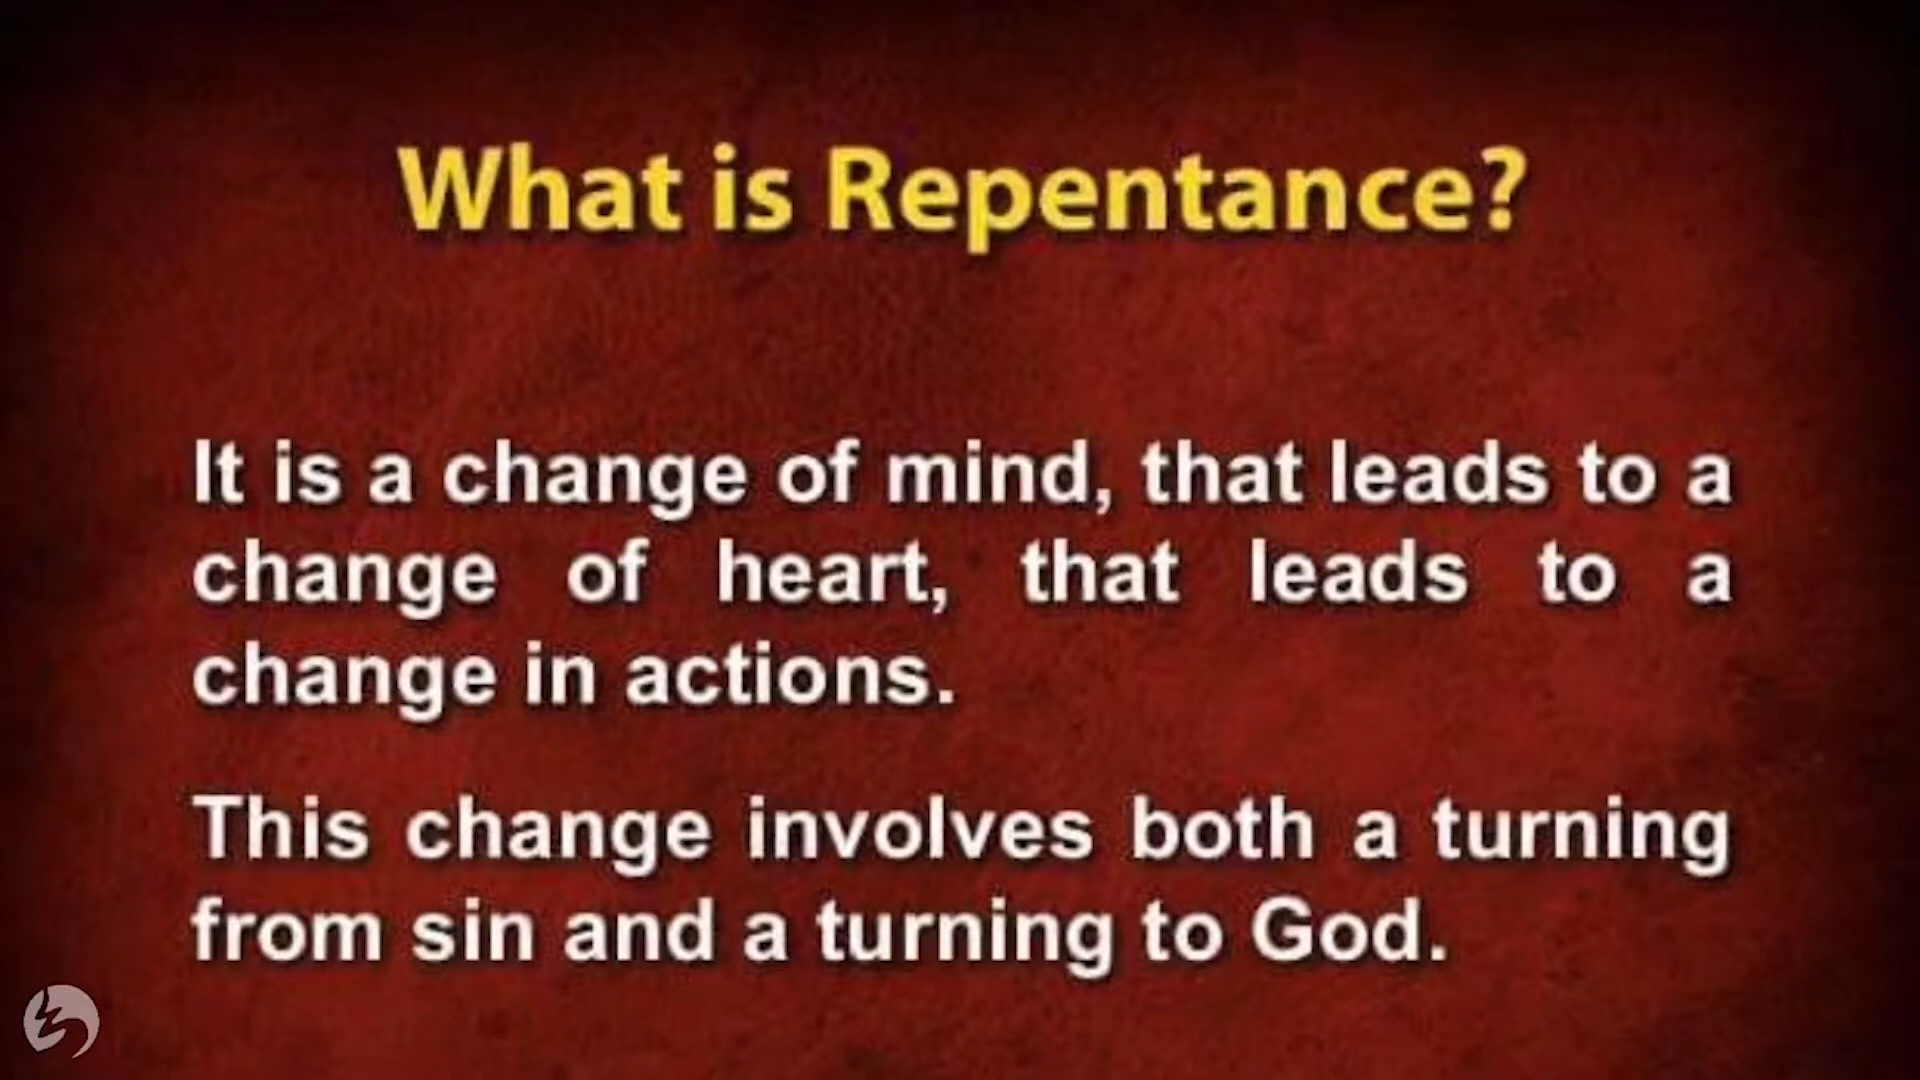 What is Repentance?
It is a change of mind, that leads to a
change of heart, that leads to a
change in actions.
This change involves both a turning
from sin and a turning to God.